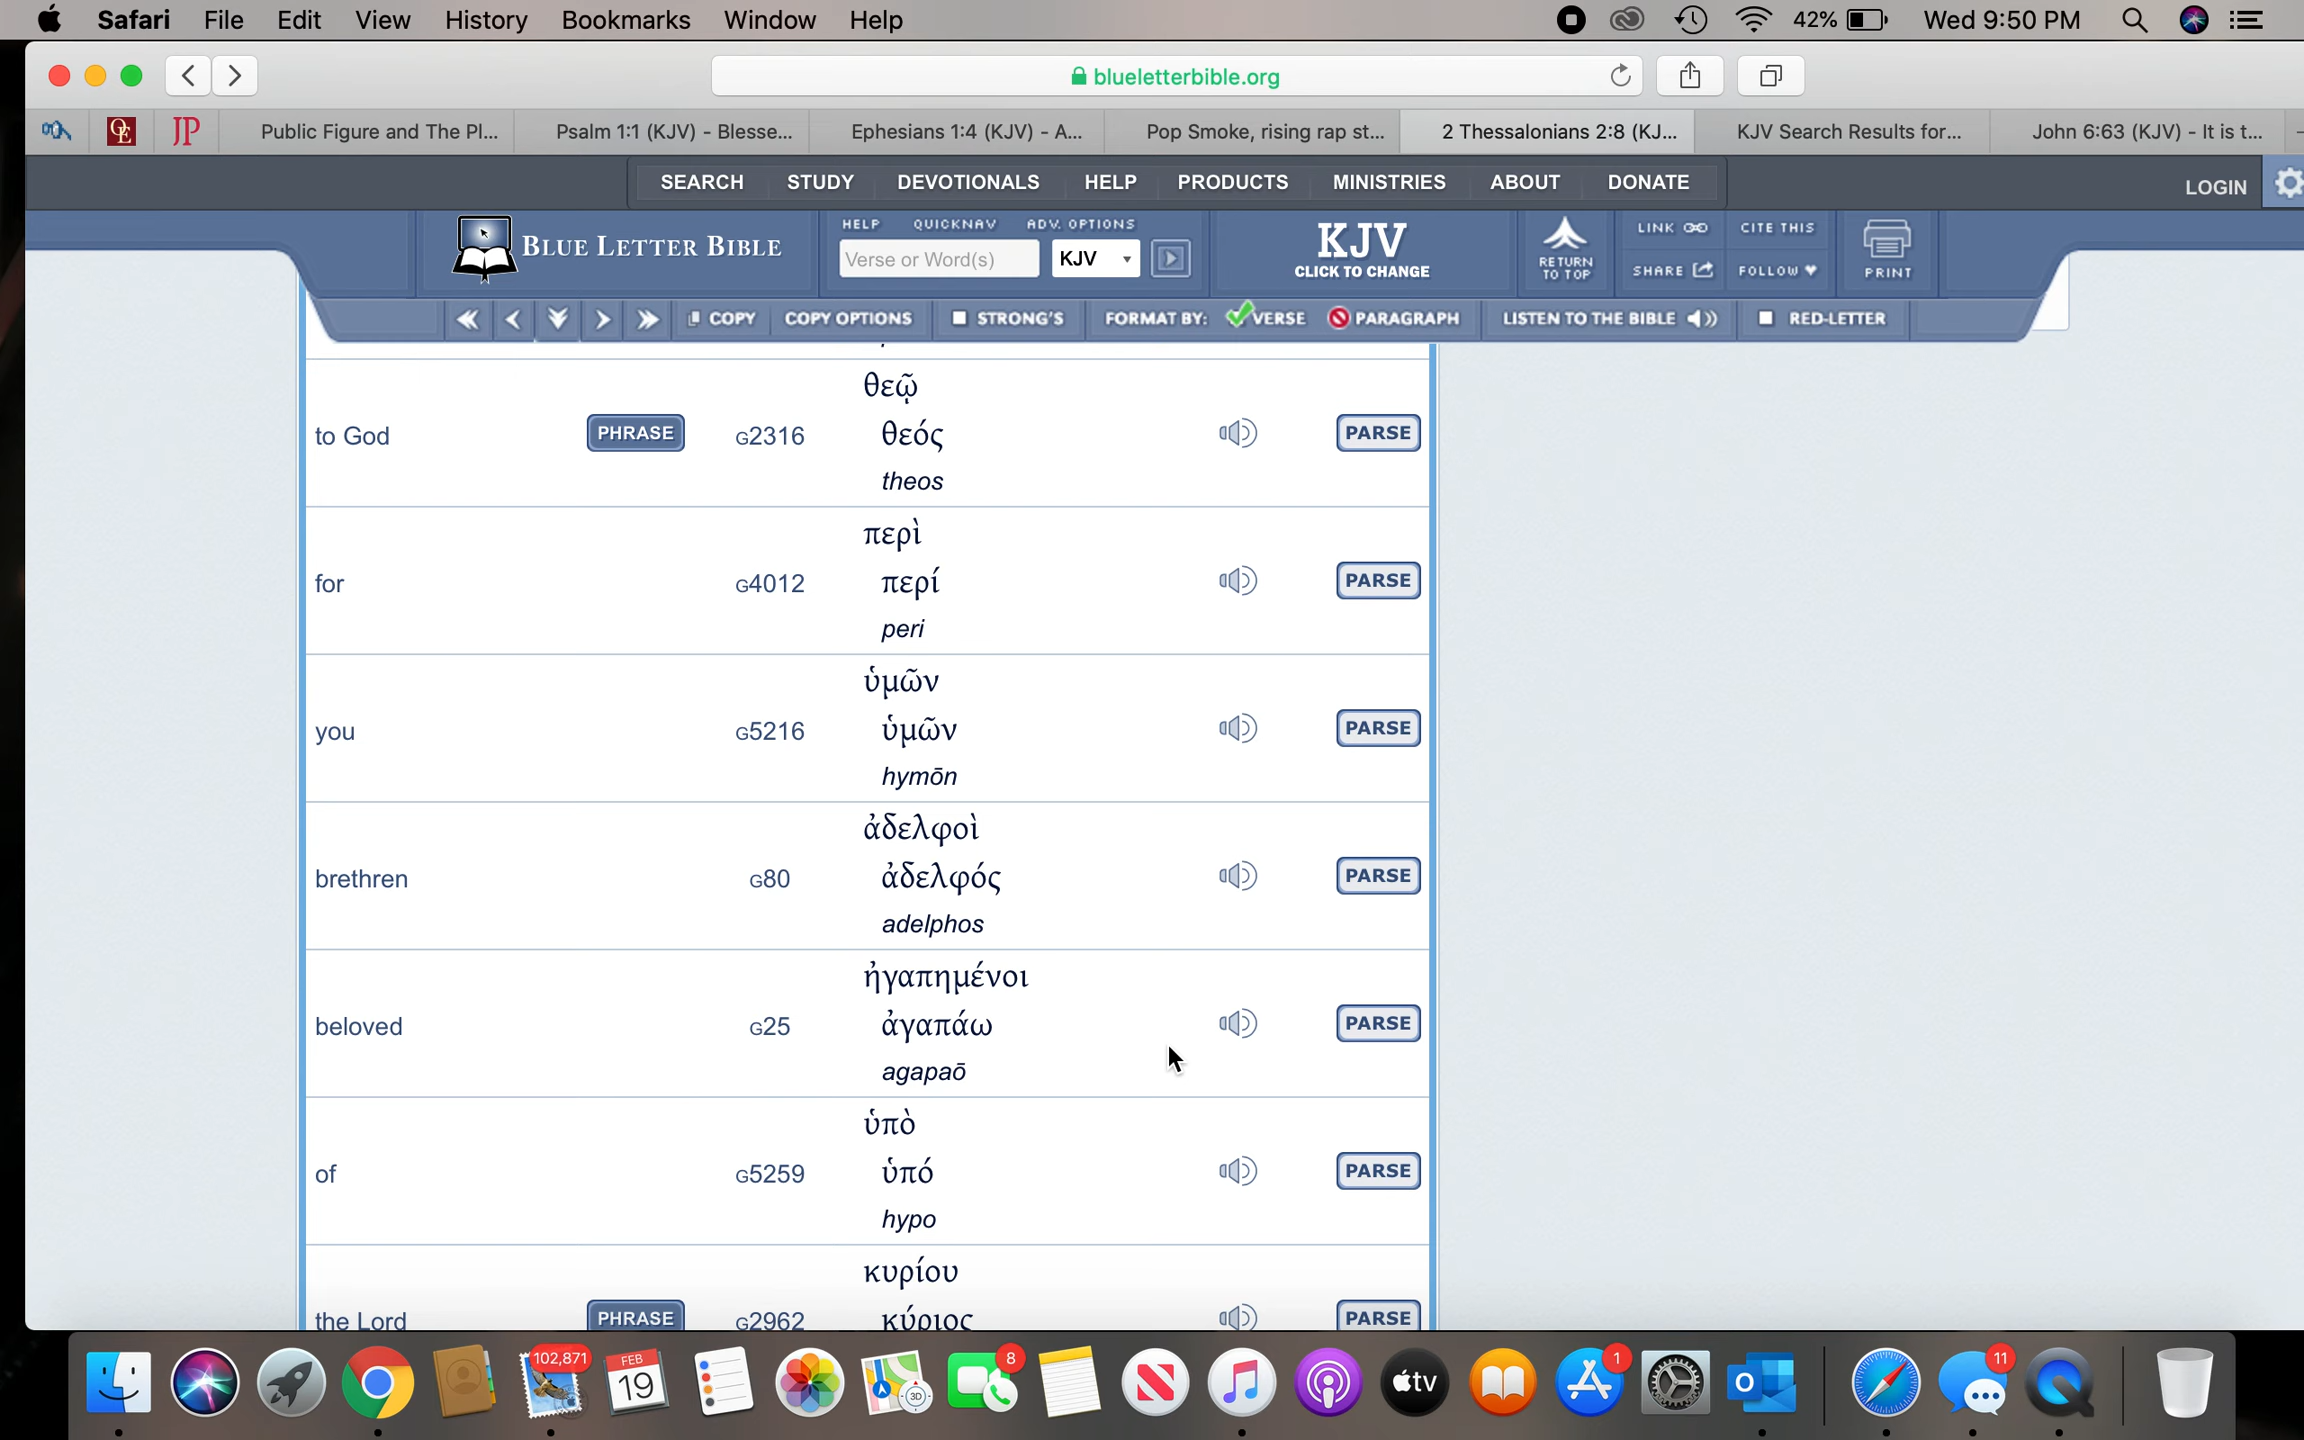 Safari File Edit View History Bookmarks Window Help 42% Wed 9:50 PM
blueletterbible.org
OE JP Public Figure and The Pl... Psalm 1:1 (KJV) - Blesse... Ephesians 1:4 (KJV) - A... Pop Smoke, rising rap st... 2 Thessalonians 2:8 (KJ... KJV Search Results for... John 6:63 (KJV) - It is t...
SEARCH STUDY DEVOTIONALS HELP PRODUCTS MINISTRIES ABOUT DONATE LOGIN
BLUE LETTER BIBLE
HELP QUICKNAV ADV. OPTIONS
Verse or Word(s) KJV
KJV
CLICK TO CHANGE
RETURN
TO TOP
LINK CITE THIS
SHARE FOLLOW
PRINT
COPY COPY OPTIONS STRONG'S FORMAT BY: VERSE PARAGRAPH LISTEN TO THE BIBLE RED-LETTER
θεῷ
to God PHRASE G2316 θεός PARSE
theos
περὶ
for G4012 περί PARSE
peri
ὑμῶν
you G5216 ὑμῶν PARSE
hymōn
ἀδελφοὶ
brethren G80 ἀδελφός PARSE
adelphos
ἠγαπημένοι
beloved G25 ἀγαπάω PARSE
agapaō
ὑπὸ
of G5259 ὑπό PARSE
hypo
κυρίου
the Lord PHRASE G2962 κύριος PARSE
102,871 FEB 19 3D 8 tv 1 O 11